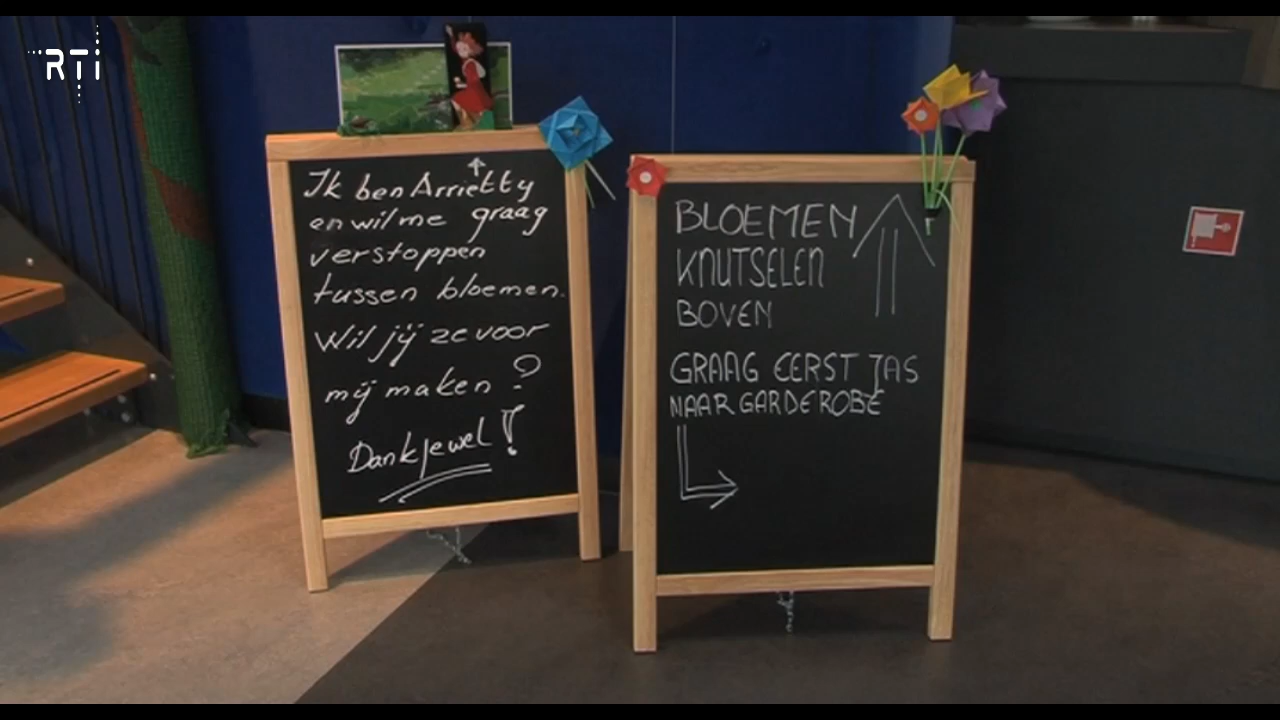 RTi
Ik ben Arrietty
en wil me graag
verstoppen
tussen bloemen.
Wil jij ze voor
mij maken?
Dankjewel!
BLOEMEN
KNUTSELEN
BOVEN
GRAAG EERST JAS
NAAR GARDEROBE